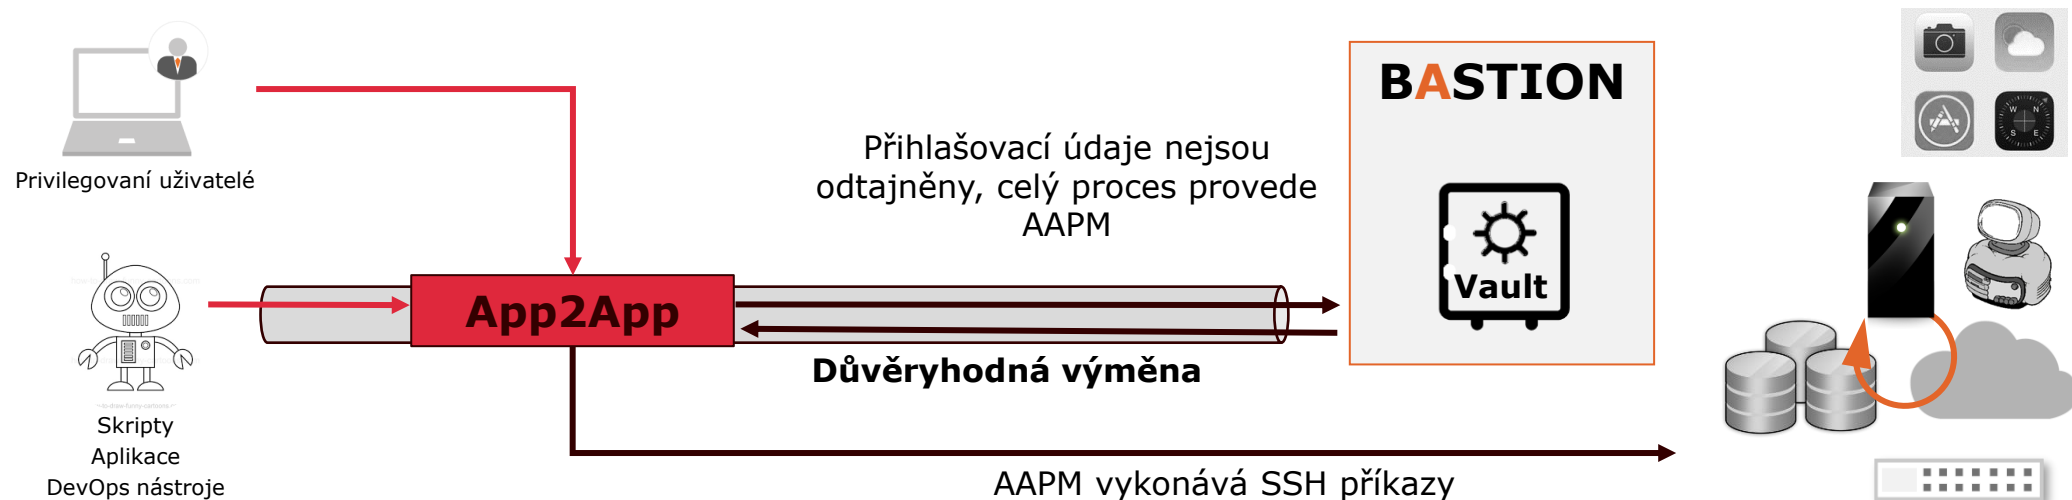 Privilegovaní uživatelé
Skripty
Aplikace
DevOps nástroje
App2App
Přihlašovací údaje nejsou
odtajněny, celý proces provede
AAPM
Důvěryhodná výměna
AAPM vykonává SSH příkazy
BASTION
Vault
W N
S E